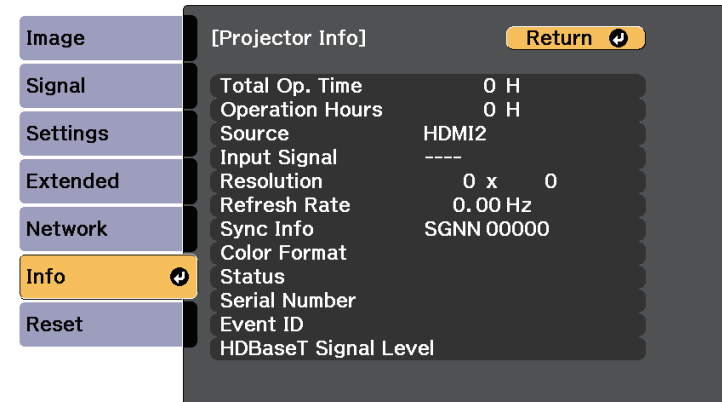 Image
Signal
Settings
Extended
Network
Info
Reset
[Projector Info]
Return
Total Op. Time 0 H
Operation Hours 0 H
Source HDMI2
Input Signal ----
Resolution 0 x 0
Refresh Rate 0.00 Hz
Sync Info SGNN 00000
Color Format
Status
Serial Number
Event ID
HDBaseT Signal Level